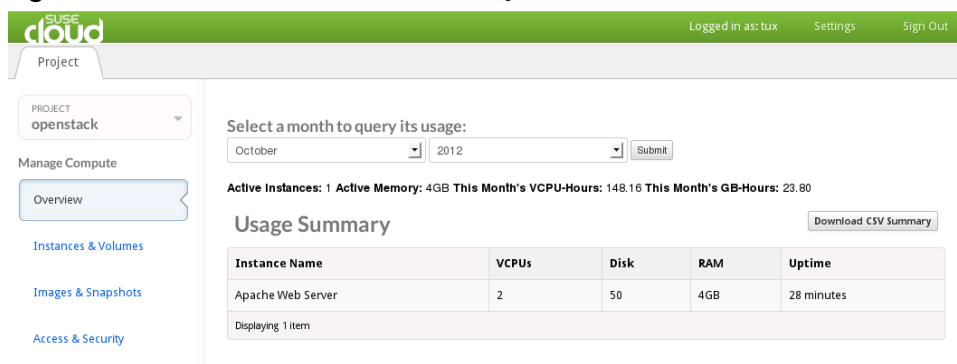 SUSE
cloud
Logged in as: tux Settings Sign Out
Project
PROJECT
openstack
Manage Compute
Overview
Instances & Volumes
Images & Snapshots
Access & Security
Select a month to query its usage:
October 2012 Submit
Active Instances: 1 Active Memory: 4GB This Month's VCPU-Hours: 148.16 This Month's GB-Hours: 23.80
Usage Summary
Download CSV Summary
Instance Name VCPUs Disk RAM Uptime
Apache Web Server 2 50 4GB 28 minutes
Displaying 1 item